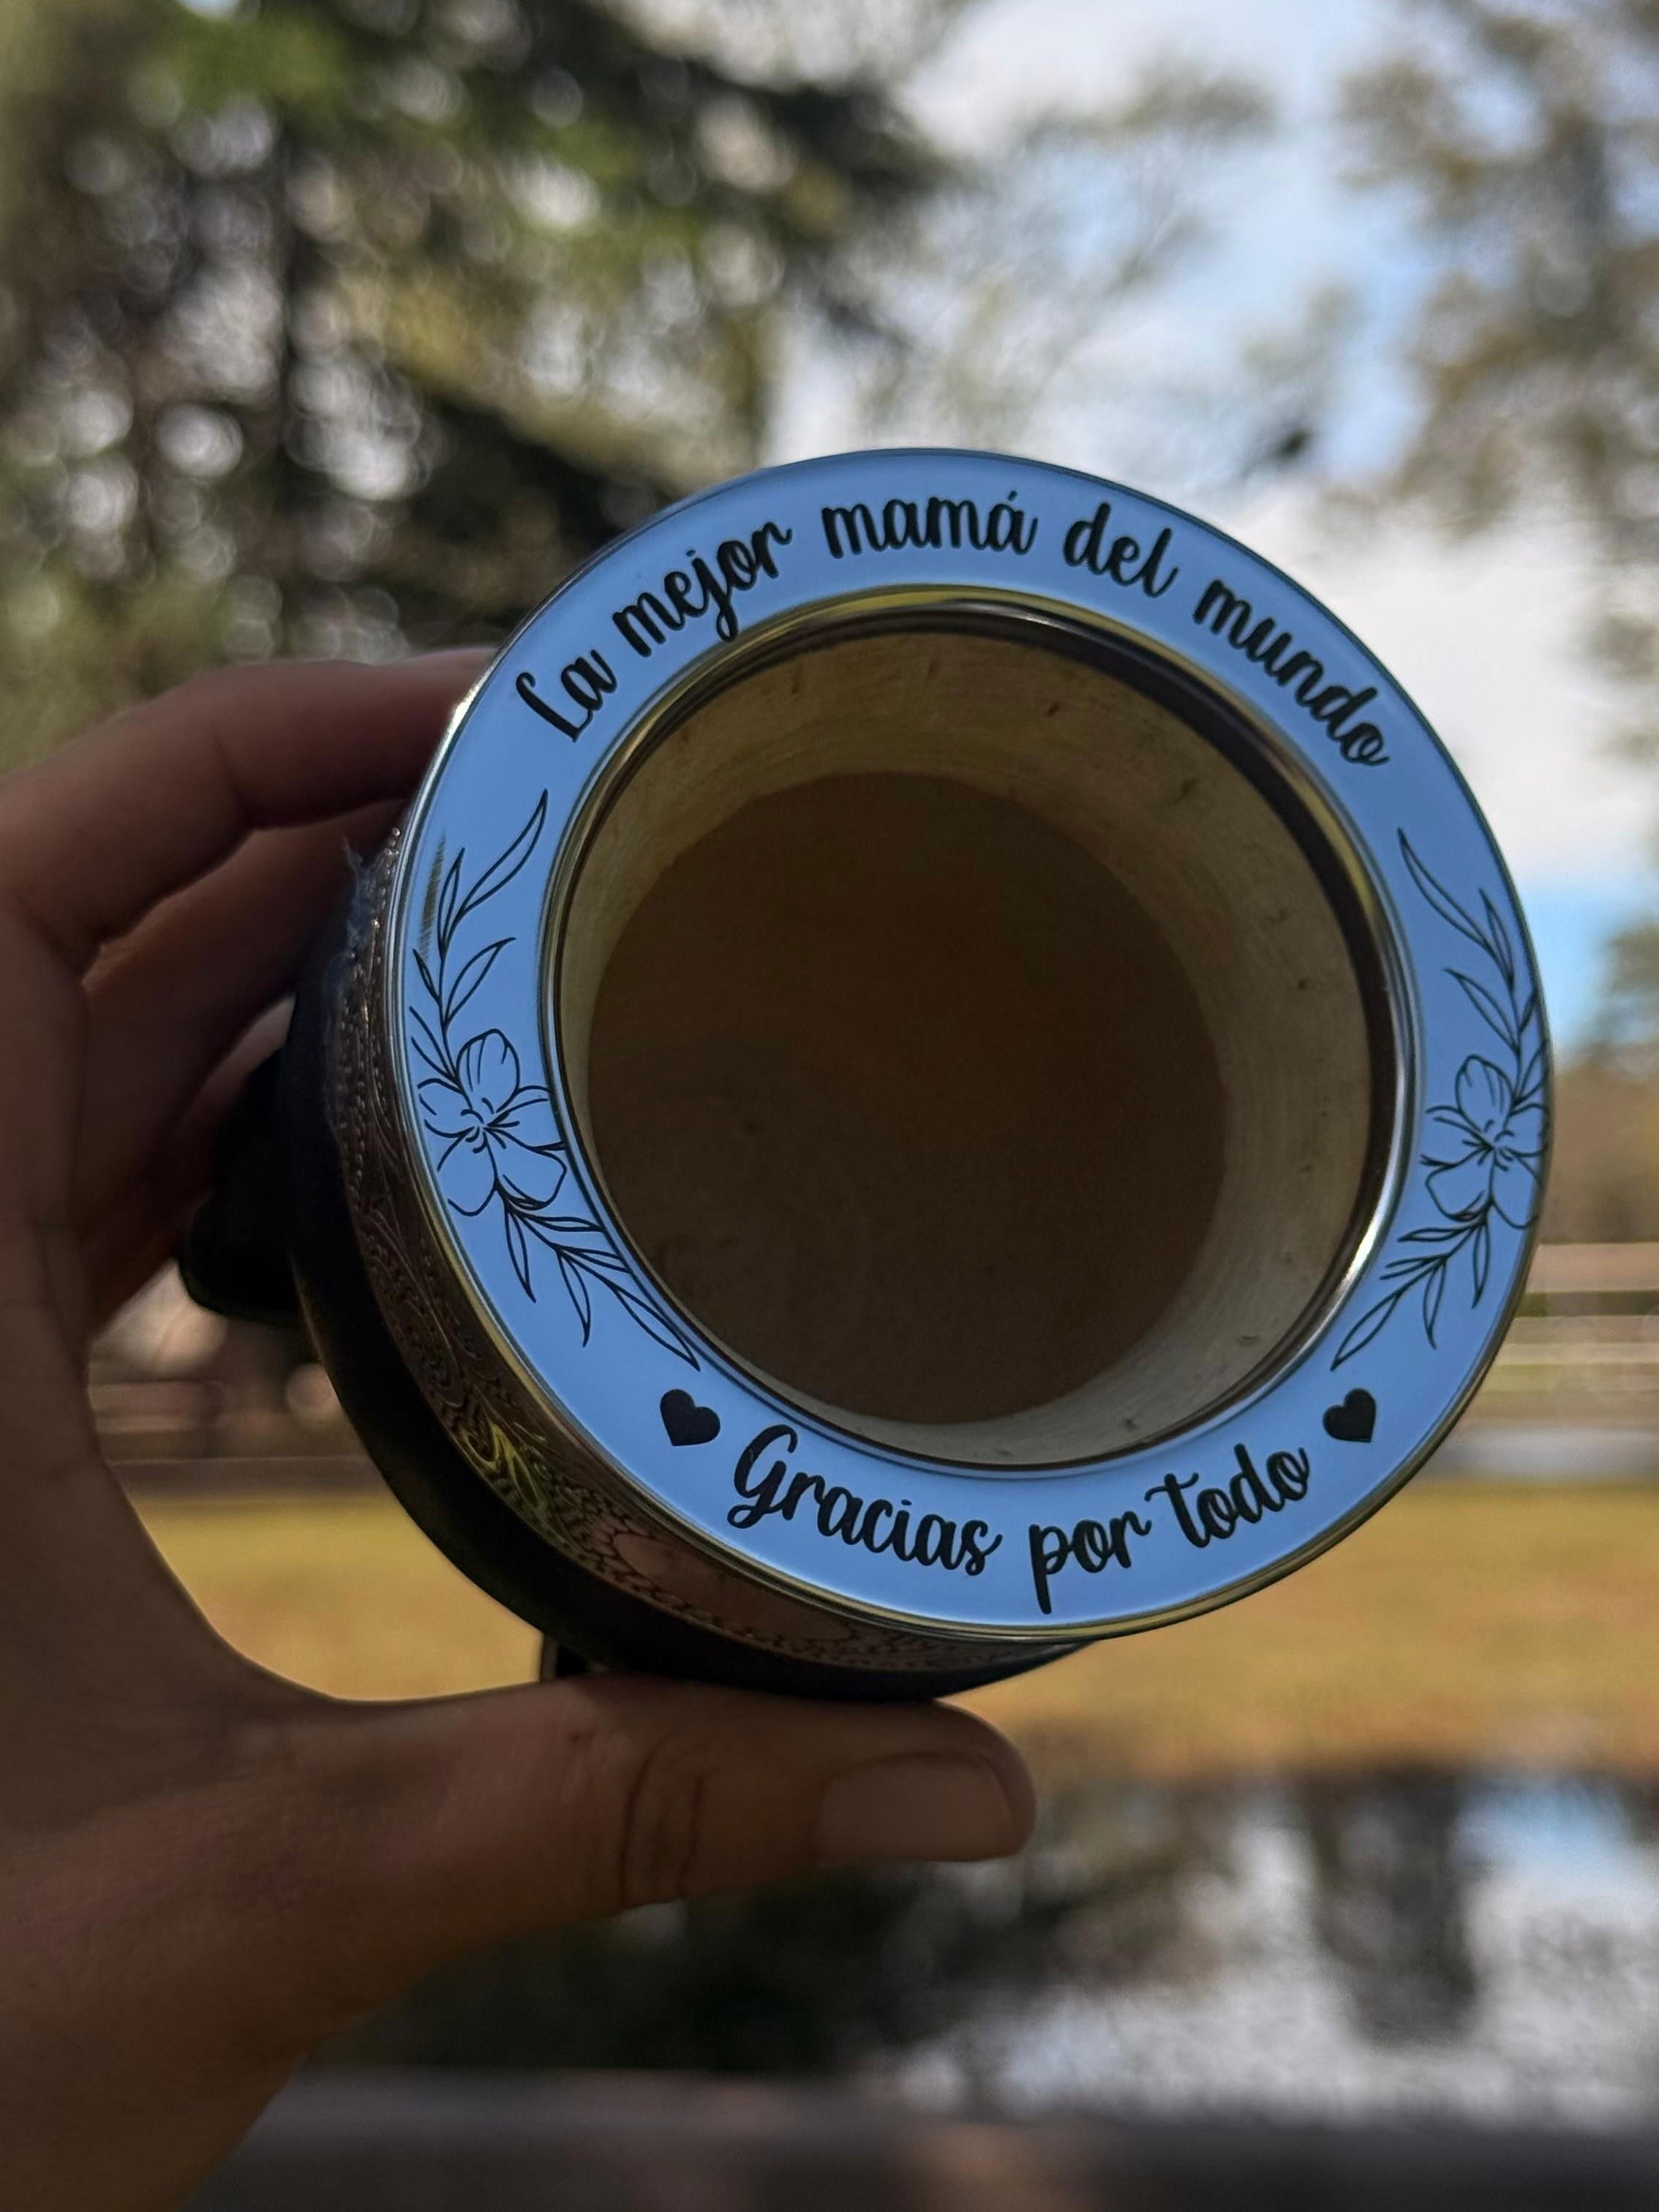 La mejor mamá del mundo
Gracias por todo